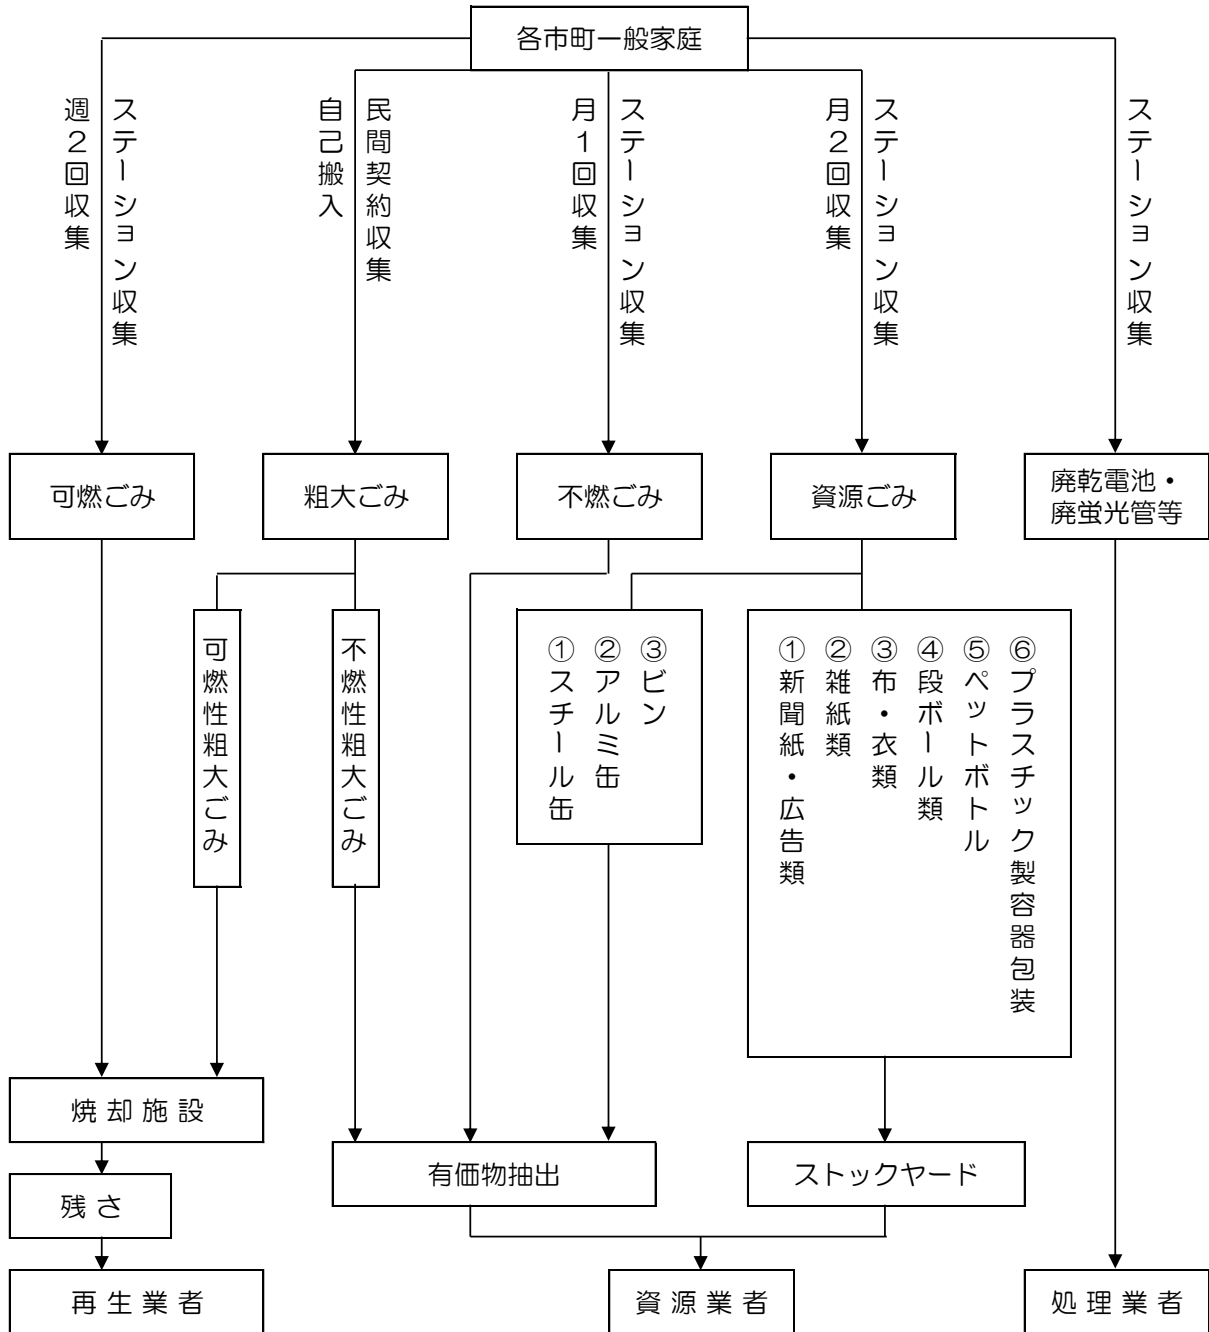 各市町一般家庭
週２回収集
ステーション収集
自己搬入
民間契約収集
月１回収集
ステーション収集
月２回収集
ステーション収集
ステーション収集
可燃ごみ
粗大ごみ
不燃ごみ
資源ごみ
廃乾電池・
廃蛍光管等
可燃性粗大ごみ
不燃性粗大ごみ
①スチール缶
②アルミ缶
③ビン
①新聞紙・広告類
②雑紙類
③布・衣類
④段ボール類
⑤ペットボトル
⑥プラスチック製容器包装
焼却施設
有価物抽出
ストックヤード
残さ
再生業者
資源業者
処理業者